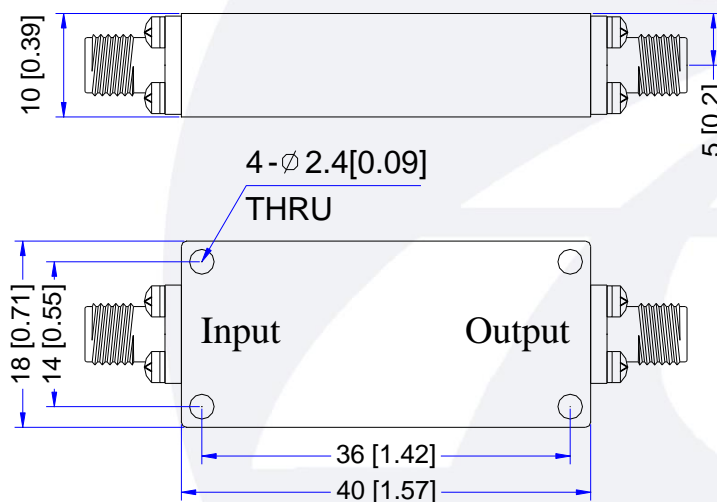 10 [0.39]
5 [0.2]
4-∅2.4[0.09]
THRU
18 [0.71]
14 [0.55]
Input
Output
36 [1.42]
40 [1.57]